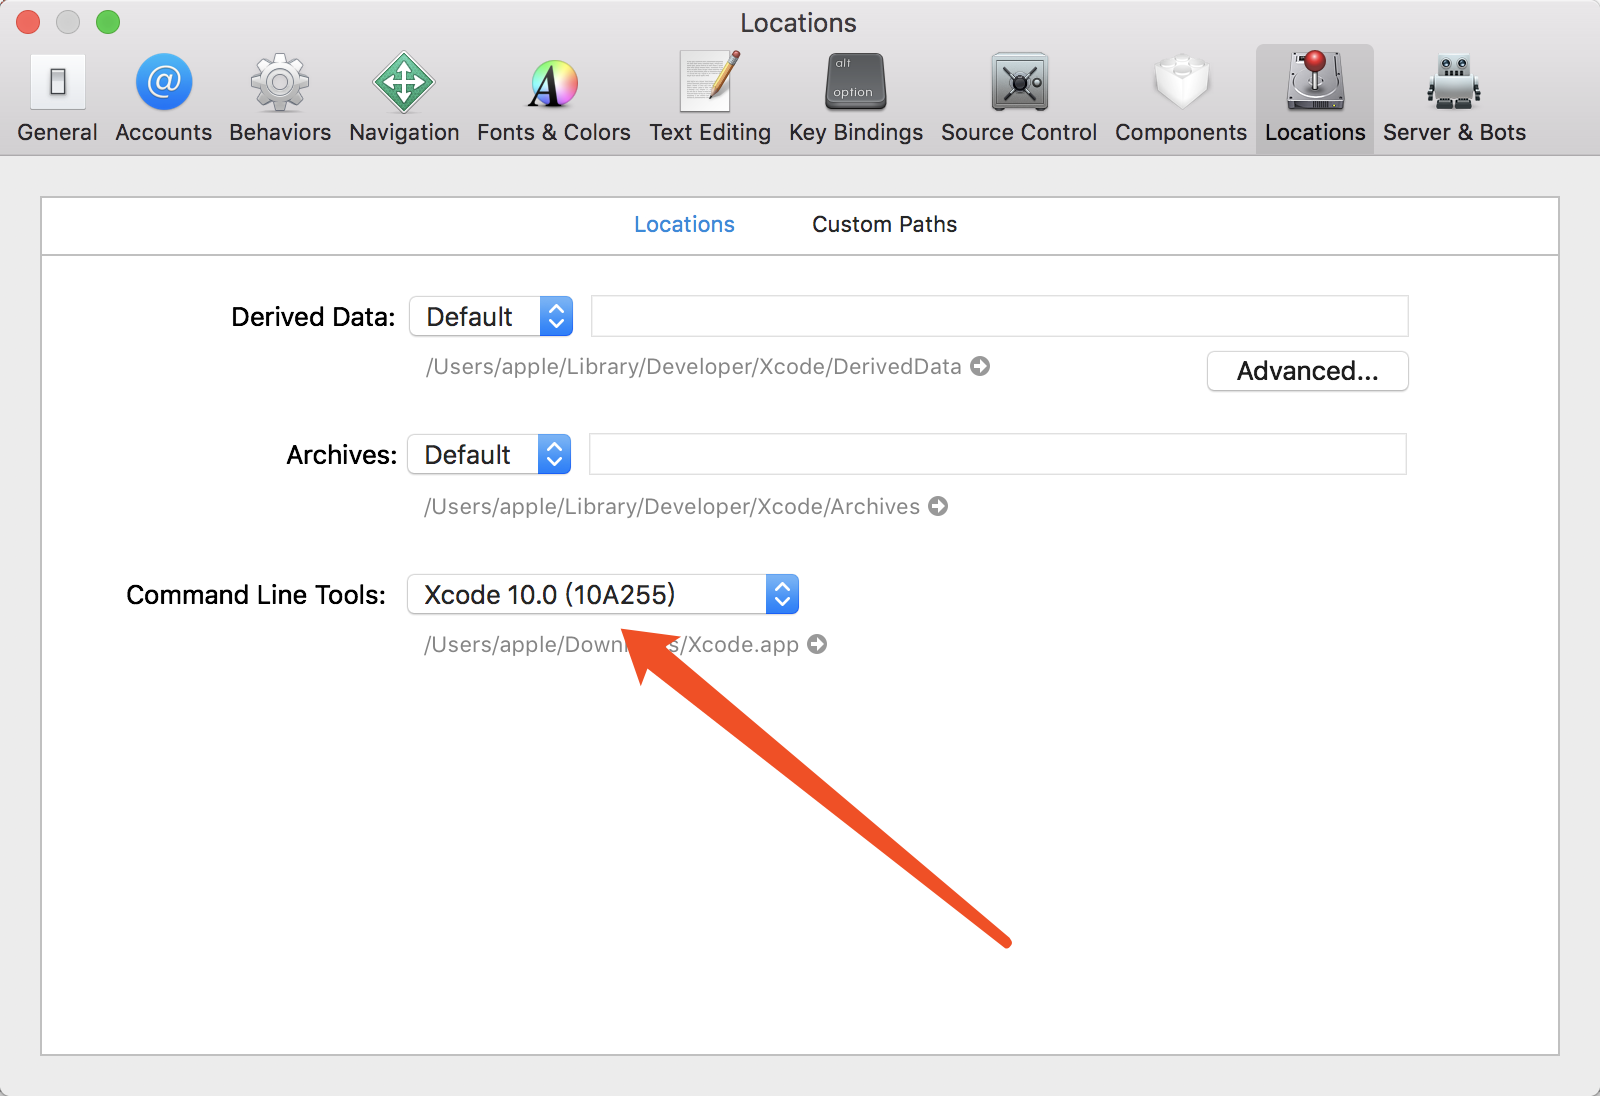 Locations
General Accounts Behaviors Navigation Fonts & Colors Text Editing alt option Key Bindings Source Control Components Locations Server & Bots
Locations Custom Paths
Derived Data: Default
/Users/apple/Library/Developer/Xcode/DerivedData
Advanced...
Archives: Default
/Users/apple/Library/Developer/Xcode/Archives
Command Line Tools: Xcode 10.0 (10A255)
/Users/apple/ /Xcode.app